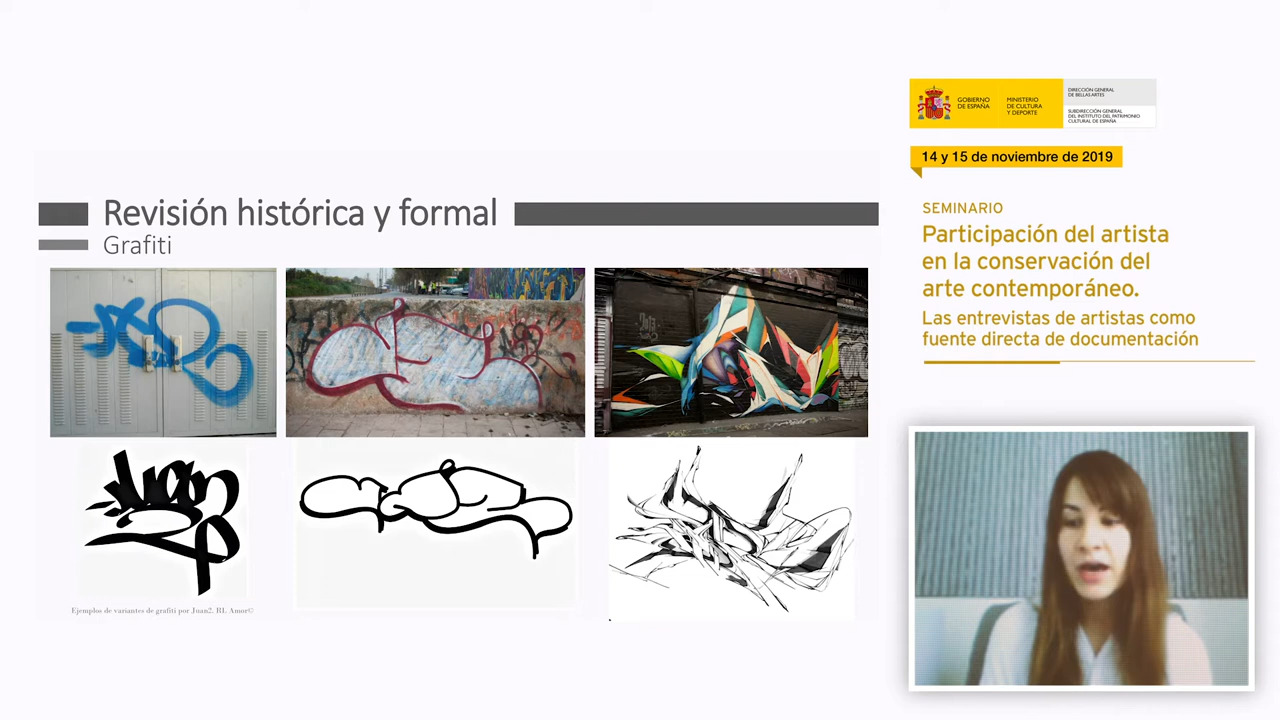 Revisión histórica y formal
Grafiti
Juan2
Ejemplos de variantes de grafiti por Juan2. RL Amor©
GOBIERNO
DE ESPAÑA
MINISTERIO
DE CULTURA
Y DEPORTE
DIRECCIÓN GENERAL
DE BELLAS ARTES
SUBDIRECCIÓN GENERAL
DEL INSTITUTO DEL PATRIMONIO
CULTURAL DE ESPAÑA
14 y 15 de noviembre de 2019
SEMINARIO
Participación del artista
en la conservación del
arte contemporáneo.
Las entrevistas de artistas como
fuente directa de documentación